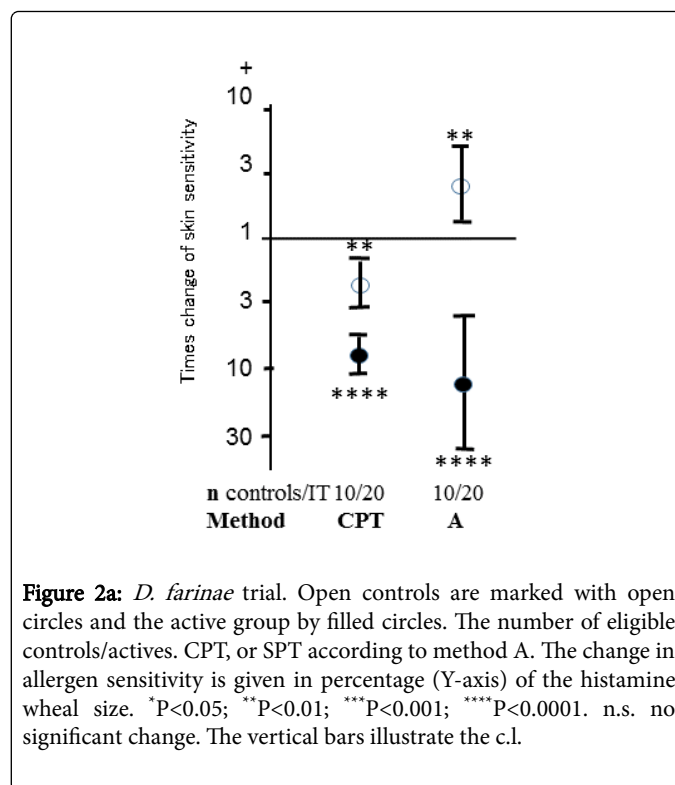 +
10
**
3
Times change of skin sensitivity
1
**
3
10
****
30
****
n controls/IT 10/20 10/20
Method CPT A
Figure 2a: D. farinae trial. Open controls are marked with open
circles and the active group by filled circles. The number of eligible
controls/actives. CPT, or SPT according to method A. The change in
allergen sensitivity is given in percentage (Y-axis) of the histamine
wheal size. *P<0.05; **P<0.01; ***P<0.001; ****P<0.0001. n.s. no
significant change. The vertical bars illustrate the c.l.